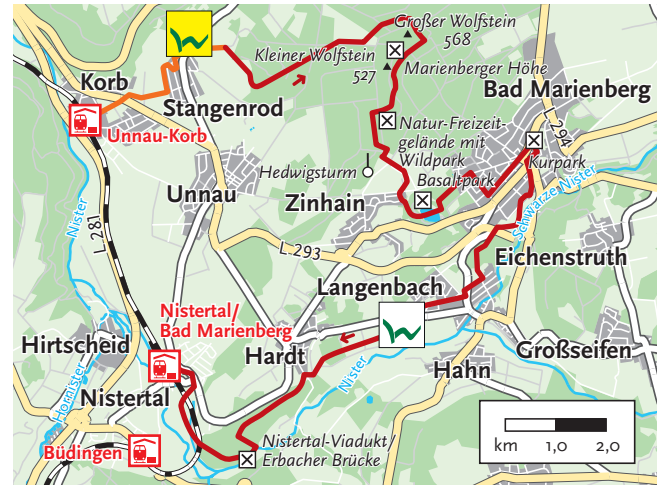 Großer Wolfstein
568
Kleiner Wolfstein
527
Marienberger Höhe
Korb
Stangenrod
Bad Marienberg
Unnau-Korb
294
Natur-Freizeit-
gelände mit
Wildpark
Basaltpark
Kurpark
Hedwigsturm
Unnau
Zinhain
Schwarze Nister
Nister
L 281
L 293
Eichenstruth
Langenbach
Nistertal/
Bad Marienberg
Hirtscheid
Hardt
Großseifen
Nister
Hahn
Hornister
Nistertal
Büdingen
Nistertal-Viadukt/
Erbacher Brücke
km 1,0 2,0